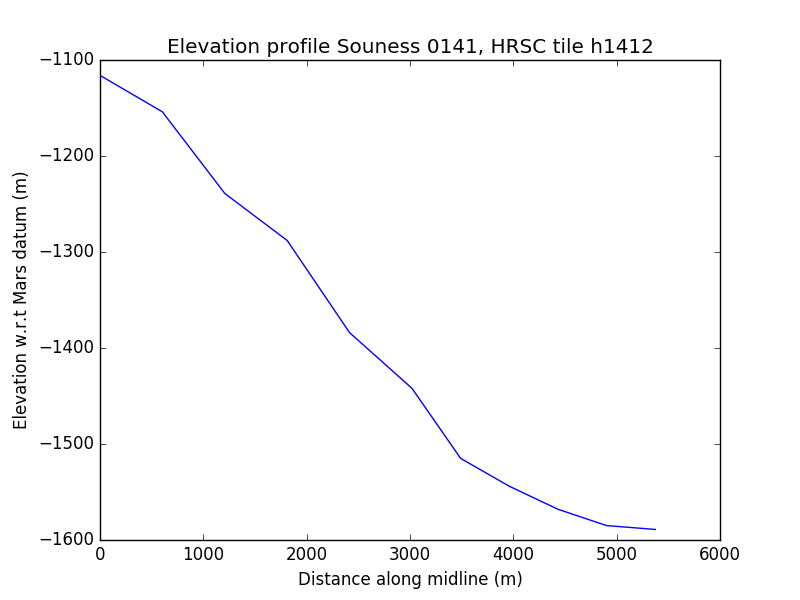 Elevation profile Souness 0141, HRSC tile h1412
−1100
−1200
−1300
−1400
−1500
−1600
Elevation w.r.t Mars datum (m)
0 1000 2000 3000 4000 5000 6000
Distance along midline (m)